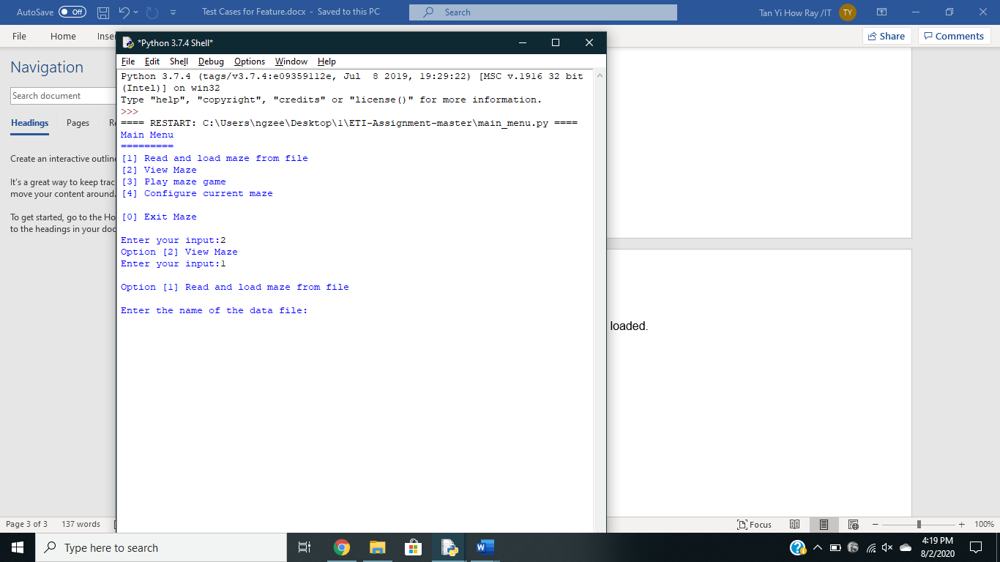 AutoSave Off Test Cases for Feature.docx - Saved to this PC Search Tan Yi How Ray /IT TY
File Home Share Comments
*Python 3.7.4 Shell*
File Edit Shell Debug Options Window Help
Python 3.7.4 (tags/v3.7.4:e09359112e, Jul 8 2019, 19:29:22) [MSC v.1916 32 bit
(Intel)] on win32
Type "help", "copyright", "credits" or "license()" for more information.
>>>
==== RESTART: C:\Users\ngzee\Desktop\1\ETI-Assignment-master\main_menu.py ====
Main Menu
=========
[1] Read and load maze from file
[2] View Maze
[3] Play maze game
[4] Configure current maze
[0] Exit Maze
Enter your input:2
Option [2] View Maze
Enter your input:1
Option [1] Read and load maze from file
Enter the name of the data file:
Navigation
Search document
Headings Pages
Create an interactive
It's a great way to keep
move your content around.
To get started, go to the
to the headings in your
loaded.
Page 3 of 3 137 words Focus 100%
Type here to search
4:19 PM
8/2/2020